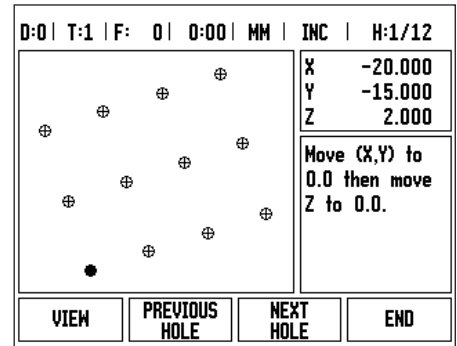 D:0| T:1 |F: 0| 0:00| MM | INC | H:1/12
X -20.000
Y -15.000
Z 2.000
Move (X,Y) to
0.0 then move
Z to 0.0.
VIEW
PREVIOUS
HOLE
NEXT
HOLE
END